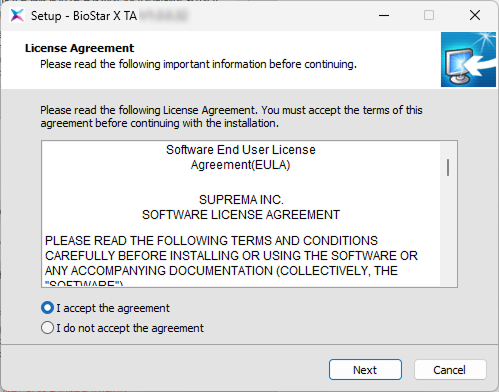 Setup - BioStar X TA
License Agreement
Please read the following important information before continuing.
Please read the following License Agreement. You must accept the terms of this
agreement before continuing with the installation.
Software End User License
Agreement(EULA)
SUPREMA INC.
SOFTWARE LICENSE AGREEMENT
PLEASE READ THE FOLLOWING TERMS AND CONDITIONS
CAREFULLY BEFORE INSTALLING OR USING THE SOFTWARE OR
ANY ACCOMPANYING DOCUMENTATION (COLLECTIVELY, THE
"SOFTWARE")
I accept the agreement
I do not accept the agreement
Next
Cancel